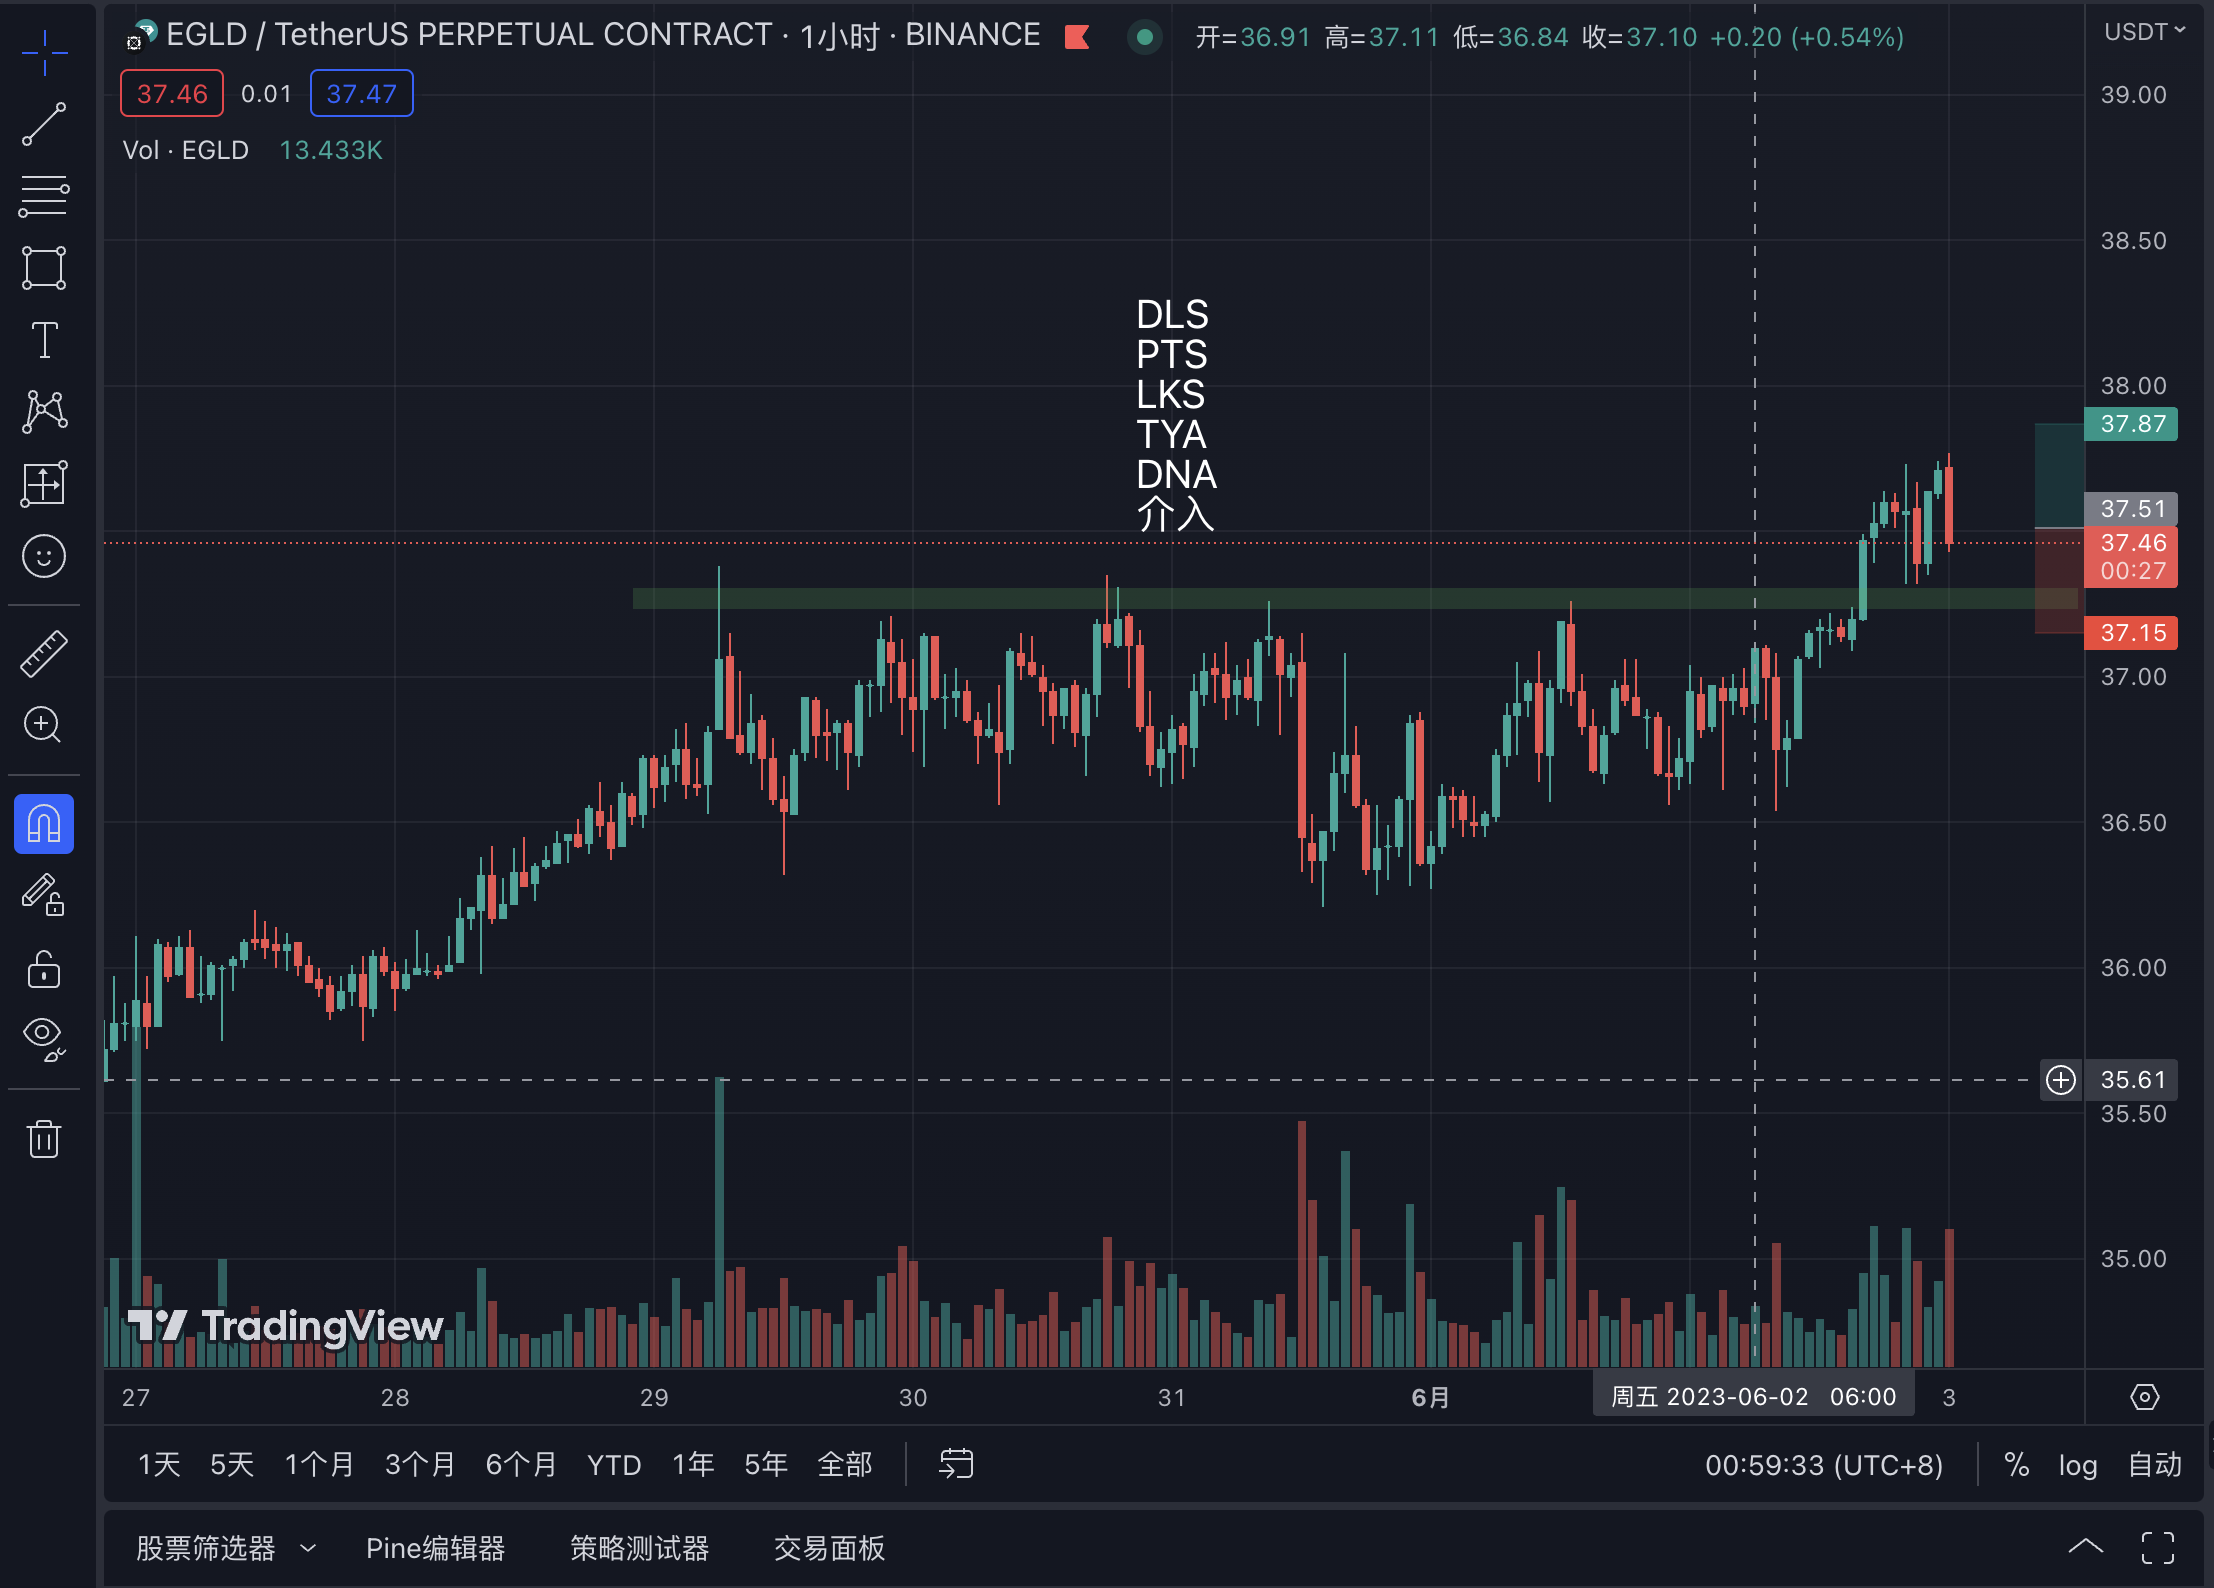 EGLD / TetherUS PERPETUAL CONTRACT · 1小时 · BINANCE
开=36.91 高=37.11 低=36.84 收=37.10 +0.20 (+0.54%)
USDT
37.46 0.01 37.47
Vol · EGLD 13.433K
39.00
38.50
DLS
PTS
LKS
TYA
DNA
介入
38.00
37.87
37.51
37.46
00:27
37.15
37.00
36.50
36.00
35.61
35.50
35.00
TradingView
27 28 29 30 31 6月 周五 2023-06-02 06:00 3
1天 5天 1个月 3个月 6个月 YTD 1年 5年 全部 00:59:33 (UTC+8) % log 自动
股票筛选器 Pine编辑器 策略测试器 交易面板